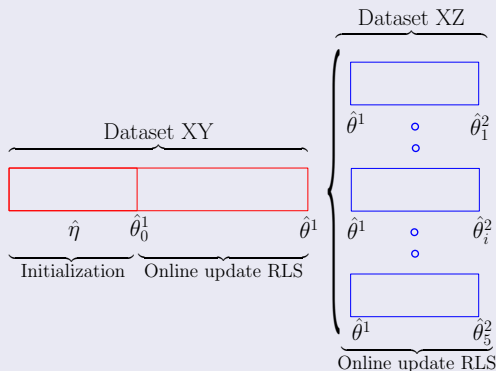 Dataset XZ
θ̂¹ θ̂²₁
Dataset XY
η̂ θ̂¹₀ θ̂¹
Initialization Online update RLS
θ̂¹ θ̂²ᵢ
θ̂¹ θ̂²₅
Online update RLS